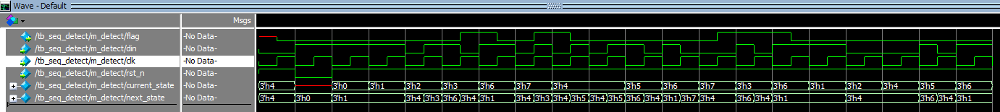 Wave - Default
Msgs
/tb_seq_detect/m_detect/flag -No Data-
/tb_seq_detect/m_detect/din -No Data-
/tb_seq_detect/m_detect/clk -No Data-
/tb_seq_detect/m_detect/rst_n -No Data-
/tb_seq_detect/m_detect/current_state -No Data- 3'h4 3'h0 3'h1 3'h2 3'h3 3'h6 3'h7 3'h4 3'h5 3'h6 3'h7 3'h3 3'h6 3'h1 3'h2 3'h4 3'h5 3'h6
/tb_seq_detect/m_detect/next_state -No Data- 3'h4 3'h0 3'h1 3'h4 3'h3 3'h6 3'h4 3'h1 3'h4 3'h3 3'h4 3'h5 3'h4 3'h5 3'h6 3'h4 3'h1 3'h7 3'h4 3'h6 3'h4 3'h1 3'h4 3'h6 3'h4 3'h1